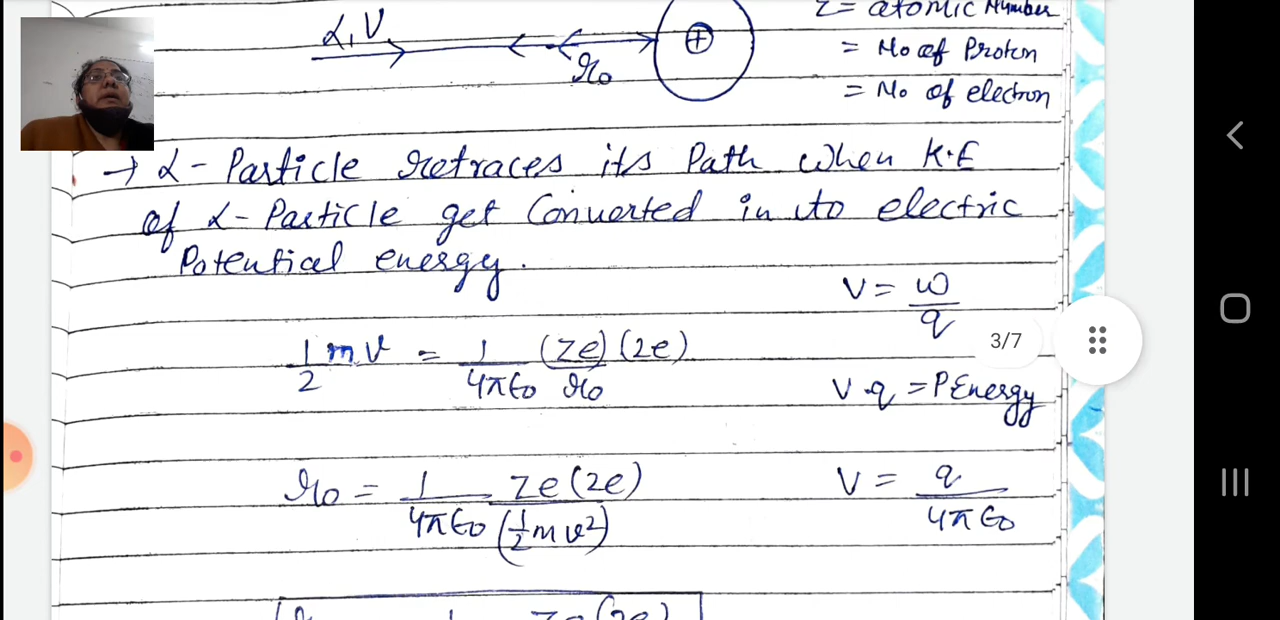 Z = atomic Number
α, V
= No of Proton
r₀
= No of electron
→ α - Particle retraces its Path when K.E
of α - Particle get Converted in uto electric
Potential energy.
V = ω/q
1/2 mv = 1/4πε₀ (Ze)(2e)/r₀
3/7
V.q = PEnergy
r₀ = 1/4πε₀ Ze(2e)/(1/2 mv²)
V = q/4πε₀